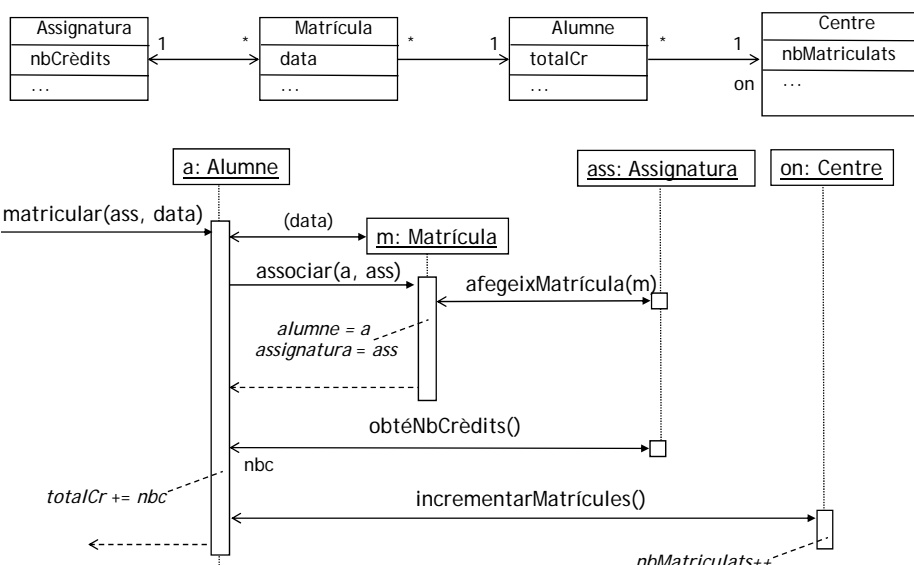 Assignatura
nbCrèdits
...
1
*
Matrícula
data
...
*
1
Alumne
totalCr
...
*
1
on
Centre
nbMatriculats
...
a: Alumne
ass: Assignatura
on: Centre
matricular(ass, data)
(data)
m: Matrícula
associar(a, ass)
afegeixMatrícula(m)
alumne = a
assignatura = ass
obtéNbCrèdits()
nbc
totalCr += nbc
incrementarMatrícules()
nbMatriculats++